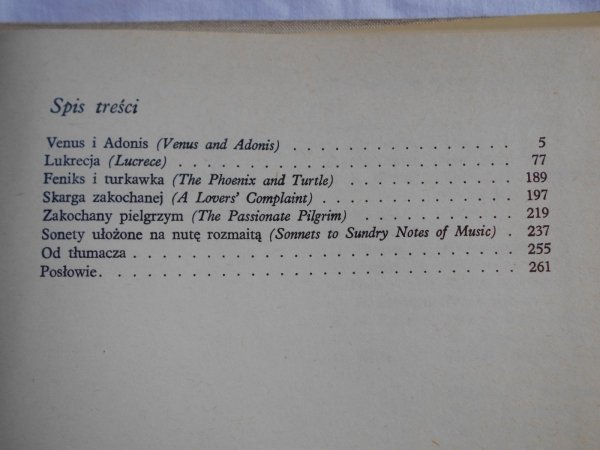 Spis treści
Venus i Adonis (Venus and Adonis) . . . . . . . . . . . . . . 5
Lukrecja (Lucrece) . . . . . . . . . . . . . . . . . . . . . 77
Feniks i turkawka (The Phoenix and Turtle) . . . . . . . . . . . 189
Skarga zakochanej (A Lovers' Complaint) . . . . . . . . . . . . 197
Zakochany pielgrzym (The Passionate Pilgrim) . . . . . . . . . . 219
Sonety ułożone na nutę rozmaitą (Sonnets to Sundry Notes of Music) . 237
Od tłumacza . . . . . . . . . . . . . . . . . . . . . . . . 255
Posłowie . . . . . . . . . . . . . . . . . . . . . . . . . . 261